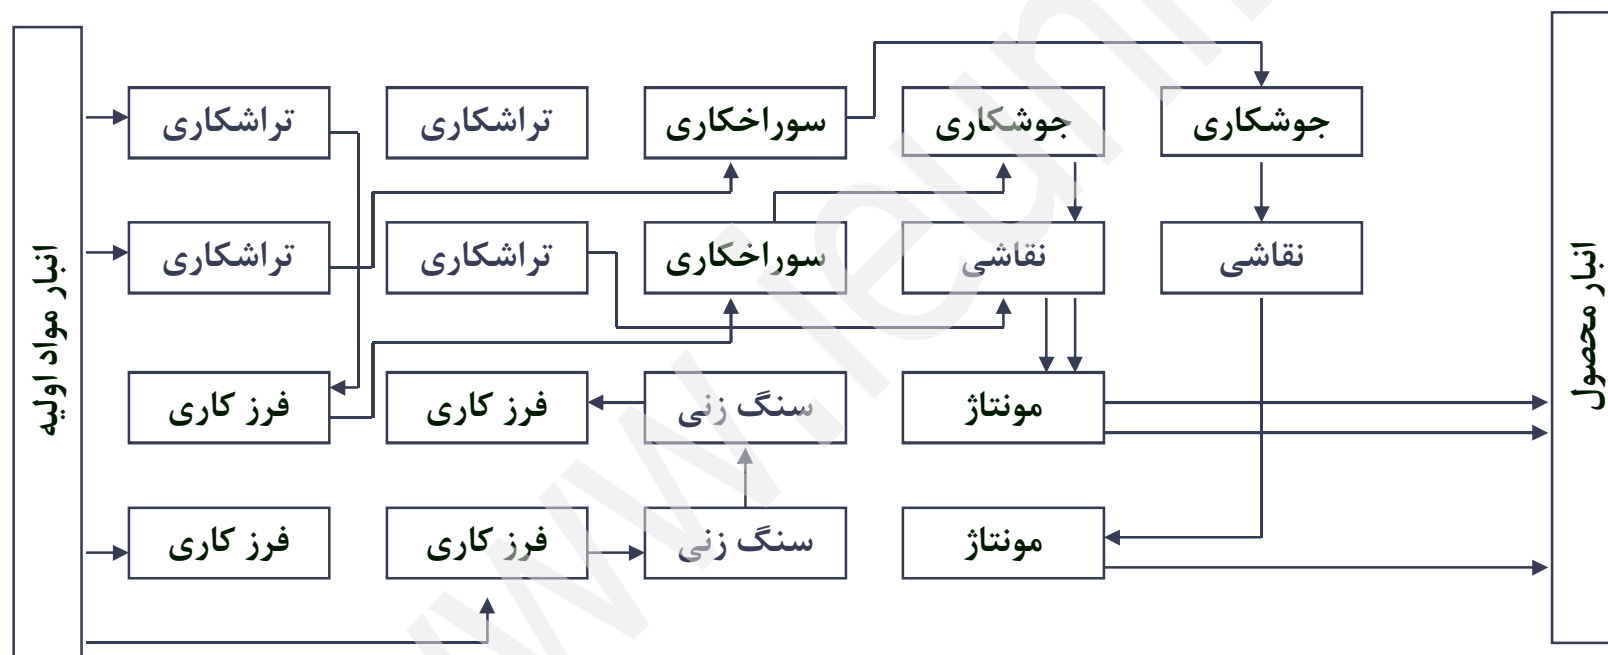 انبار مواد اولیه
تراشکاری
تراشکاری
سوراخکاری
جوشکاری
جوشکاری
تراشکاری
تراشکاری
سوراخکاری
نقاشی
نقاشی
فرز کاری
فرز کاری
سنگ زنی
مونتاژ
فرز کاری
فرز کاری
سنگ زنی
مونتاژ
انبار محصول